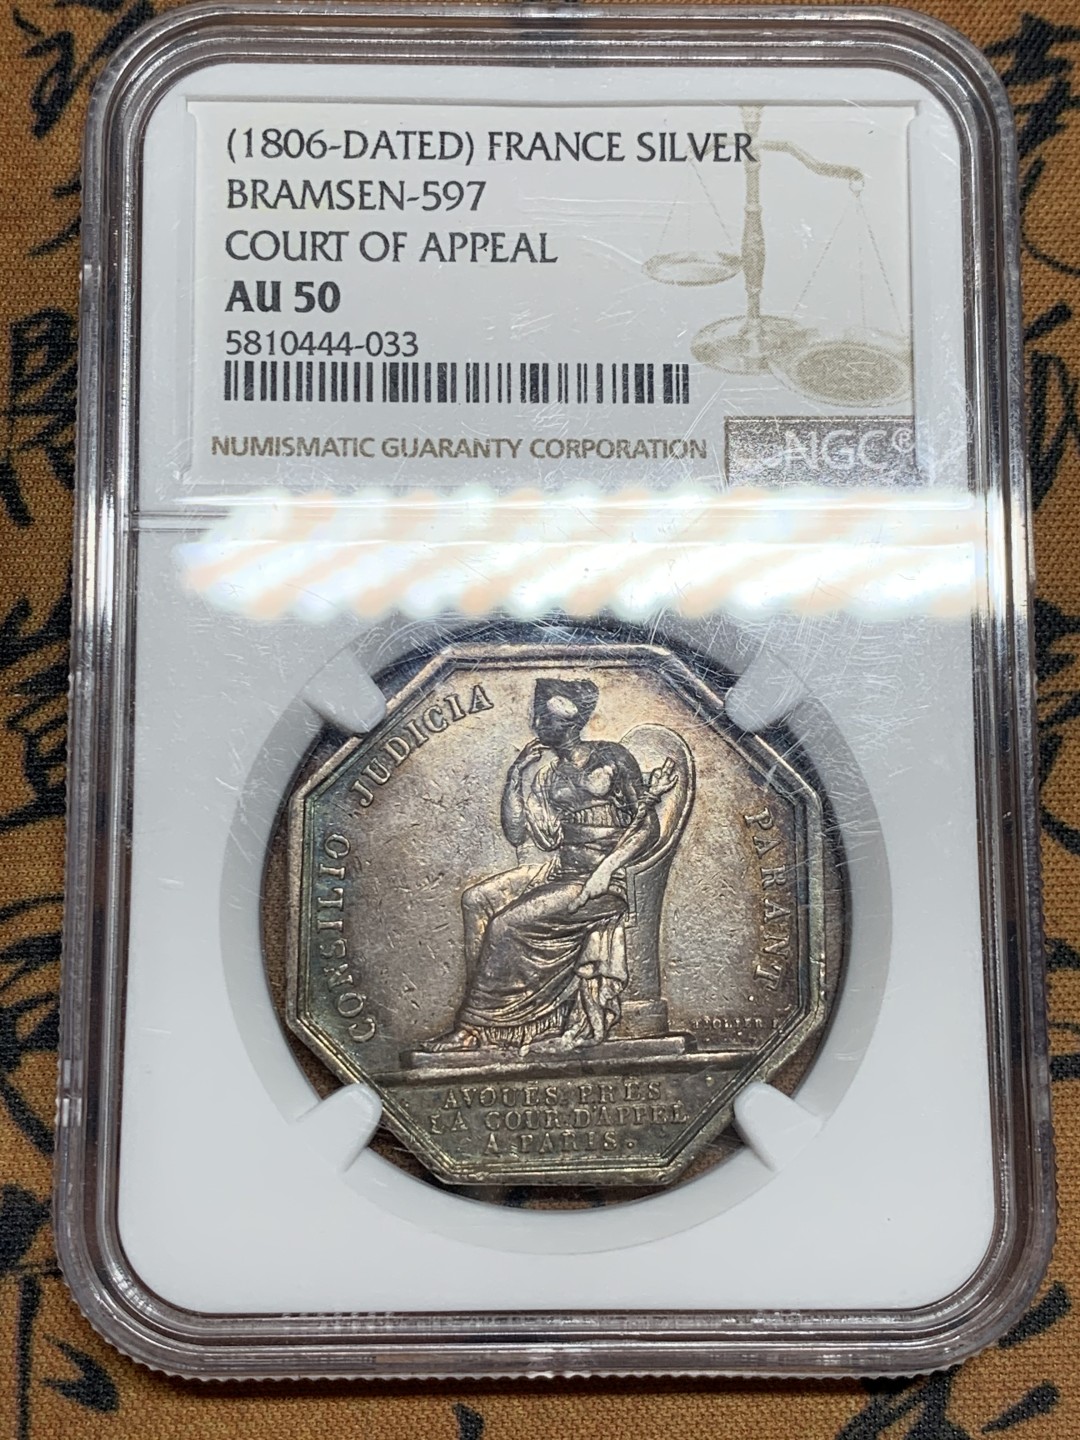 (1806-DATED) FRANCE SILVER
BRAMSEN-597
COURT OF APPEAL
AU 50
5810444-033
NUMISMATIC GUARANTY CORPORATION
NGC®
CONSILIO JUDICIA PARANT
AVOUÉS PRÈS
LA COUR D'APPEL
A PARIS.